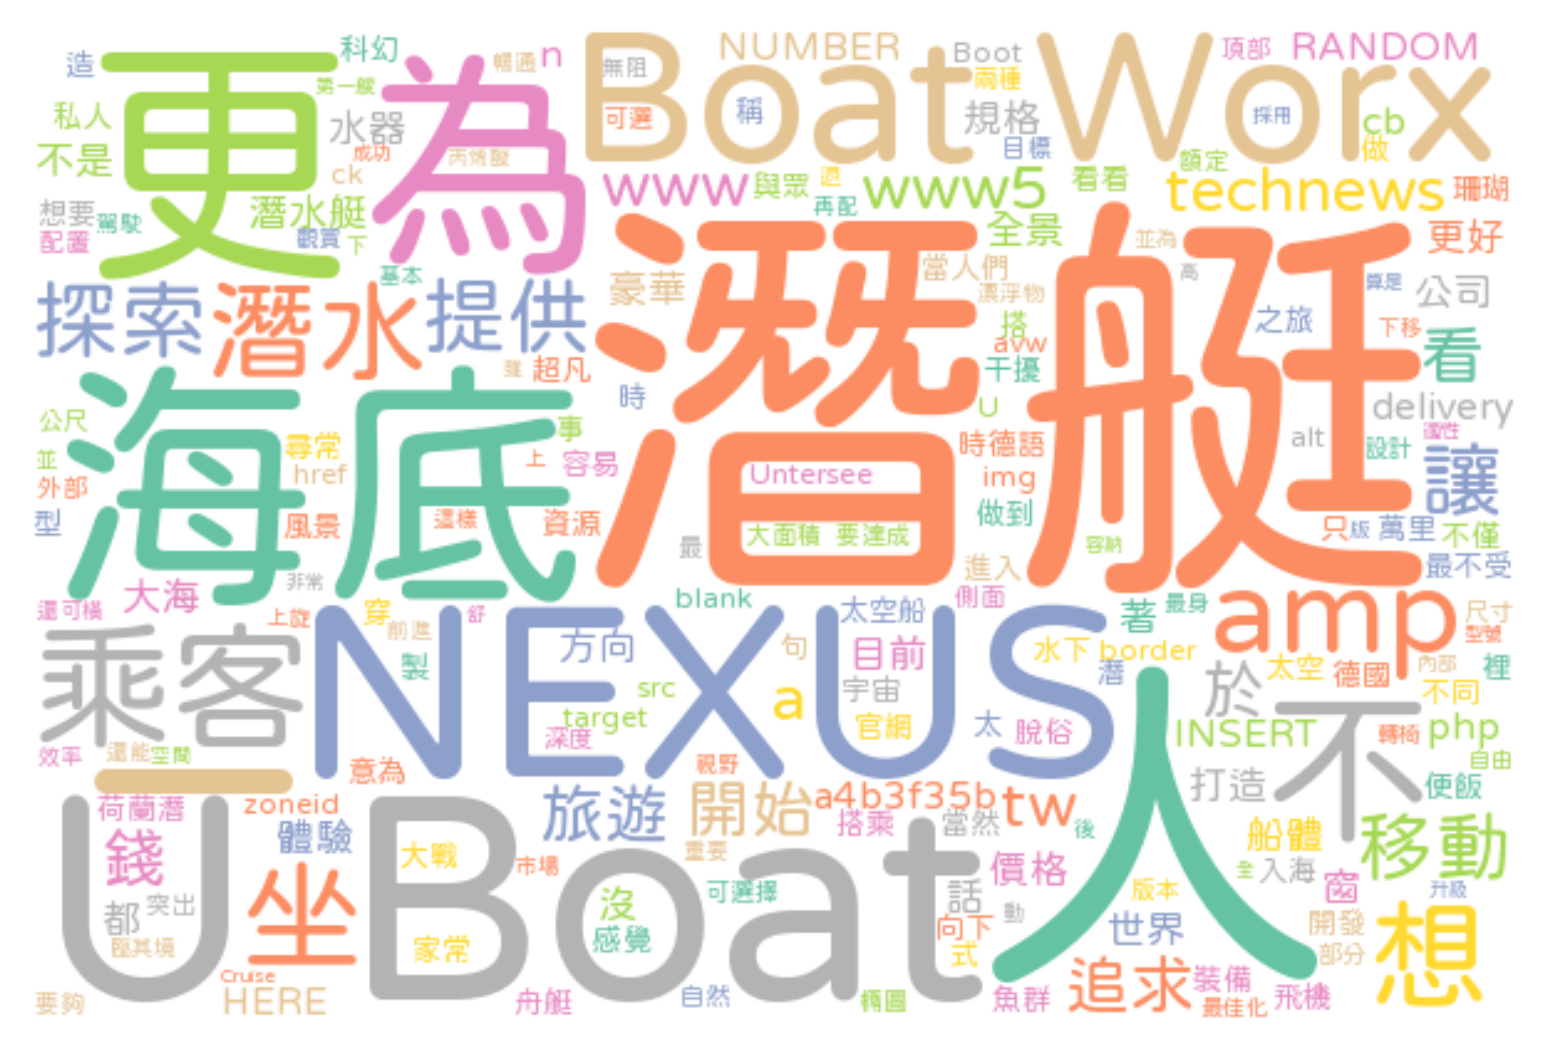 造 科幻 暢通 n NUMBER Boot 頂部 RANDOM
第一艘 無阻 兩種
更 為 Boat Worx
私人 水器 可選 稱 規格 採用 cb
不是 成功 目標 做
ck 額定
想要 潛水艇 www 與眾 www5 看看 technews 珊瑚
配置 駕駛 觀賞 下 再配 全景 並為 更好
基本 豪華 當人們 高 算是 公司
探索 潛水 提供 潛艇 漂浮物 之旅
搭 下移
avw 看
超凡 干擾
時 U delivery
公尺 海底 事 alt 適性
並 尋常 上 容易 時德語 設計 讓
外部 href Untersee img
型 風景 這樣 資源 做到 只 版 萬里 不僅
最 大面積 要達成 容納
非常 進入 最不受
大海 blank 側面 amp
還可橫 上旋 穿 舒 太空船 著 最身 尺寸
前進 型號
乘客 NEXUS 製 方向 句 目前 水下 border 內部 裡
src a 宇宙 潛 於 太空 德國 不同
target 官網 太 脫俗 人 INSERT 不 轉椅 php
效率 還能 空間 深度 自由
一 意為 視野 打造 便飯
荷蘭潛 zoneid 旅遊 開始 a4b3f35b tw
錢 體驗 搭乘 當然 後 船體 移動
U Boat 大戰 市場 重要 價格 全 入海
坐 可選擇 話 版本 升級
都 突出 沒 動 世界 開發 想
臨其境 家常 感覺 向下 部分
式
Cruise 追求 裝備
要夠 HERE 舟艇 自然 橢圓 魚群 最佳化 飛機